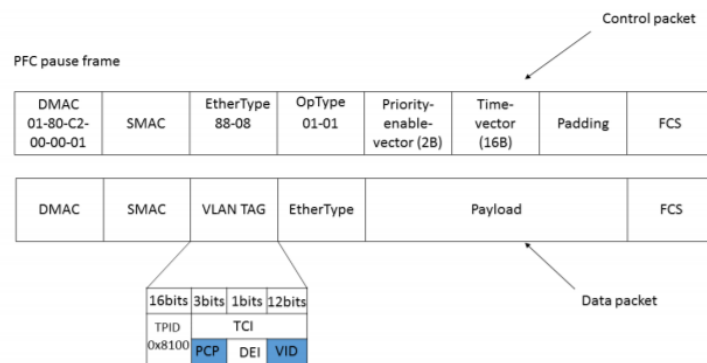 Control packet
PFC pause frame
DMAC
01-80-C2-
00-00-01
SMAC
EtherType
88-08
OpType
01-01
Priority-
enable-
vector (2B)
Time-
vector
(16B)
Padding
FCS
DMAC
SMAC
VLAN TAG
EtherType
Payload
FCS
16bits
3bits
1bits
12bits
TPID
0x8100
TCI
PCP
DEI
VID
Data packet